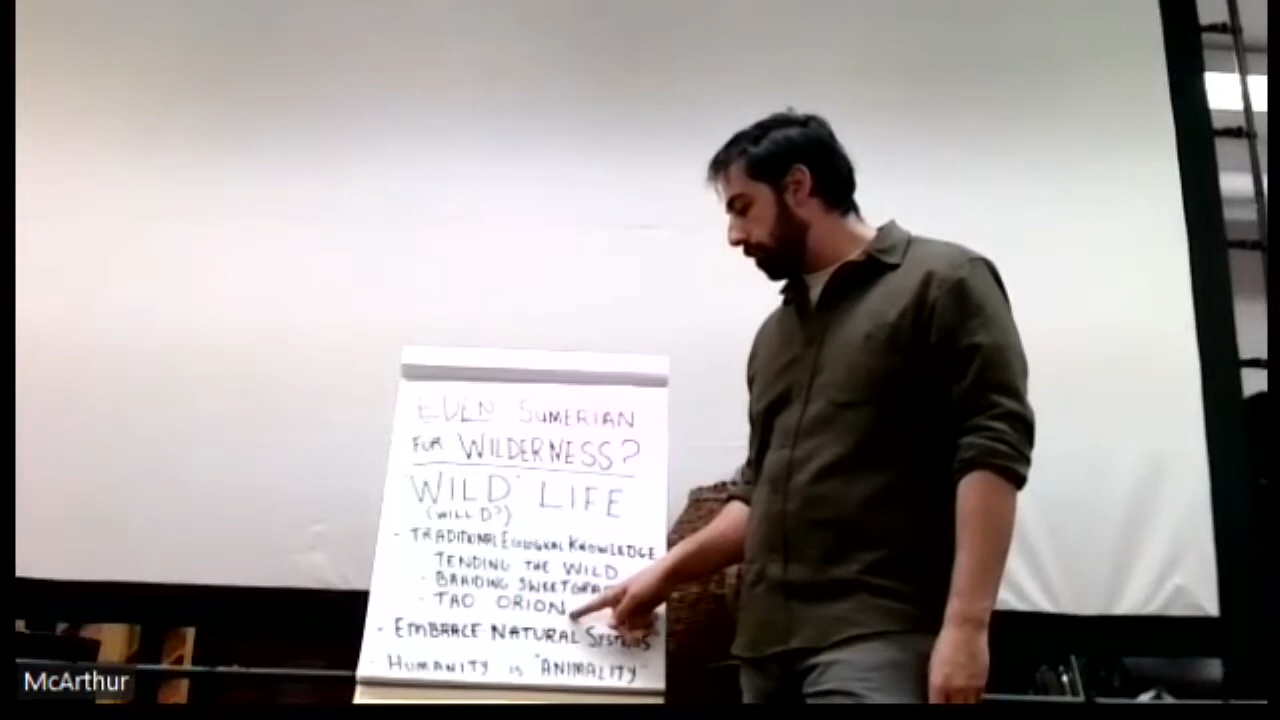 EDEN SUMERIAN
FOR WILDERNESS?
WILD LIFE
(WILL D?)
- TRADITIONAL ECOLOGICAL KNOWLEDGE
TENDING THE WILD
- BRAIDING
- TAO ORION
- EMBRACE NATURAL SYSTEMS
- HUMANITY is "ANIMALITY"
McArthur